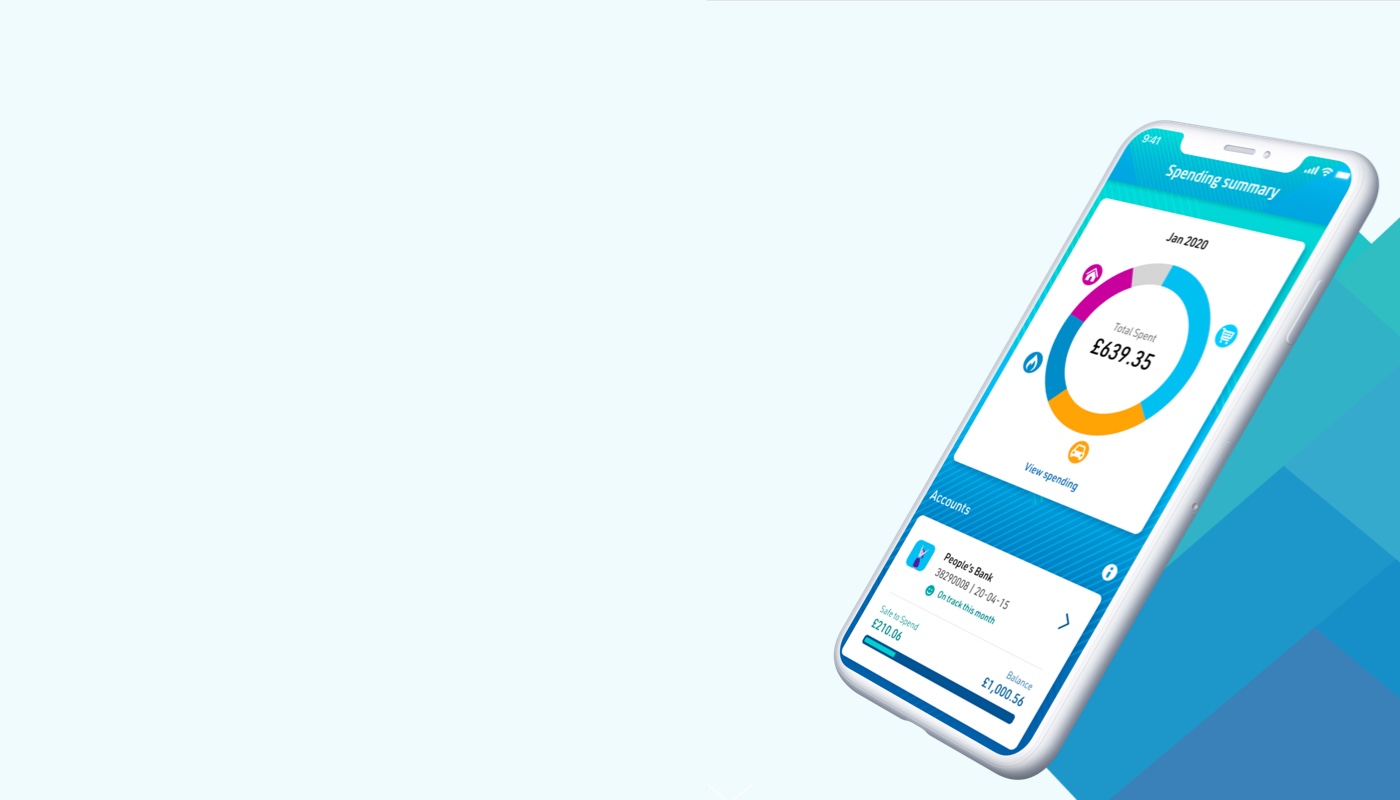 9:41
Spending summary
Jan 2020
Total Spent
£639.35
View spending
Accounts
People's Bank
38290008 | 20-04-15
On track this month
Safe to Spend
£210.06
Balance
£1,000.56